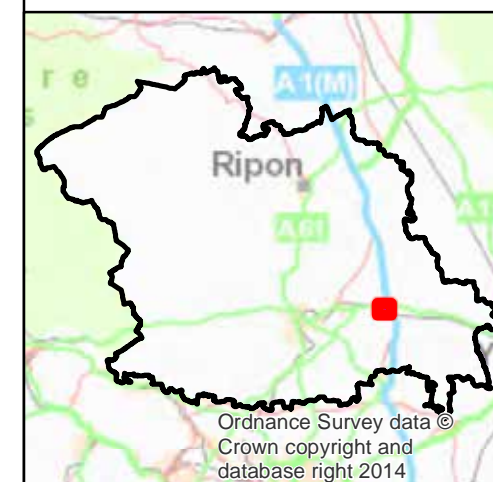 r e
s
A1(M)
Ripon
A1
A61
Ordnance Survey data ©
Crown copyright and
database right 2014